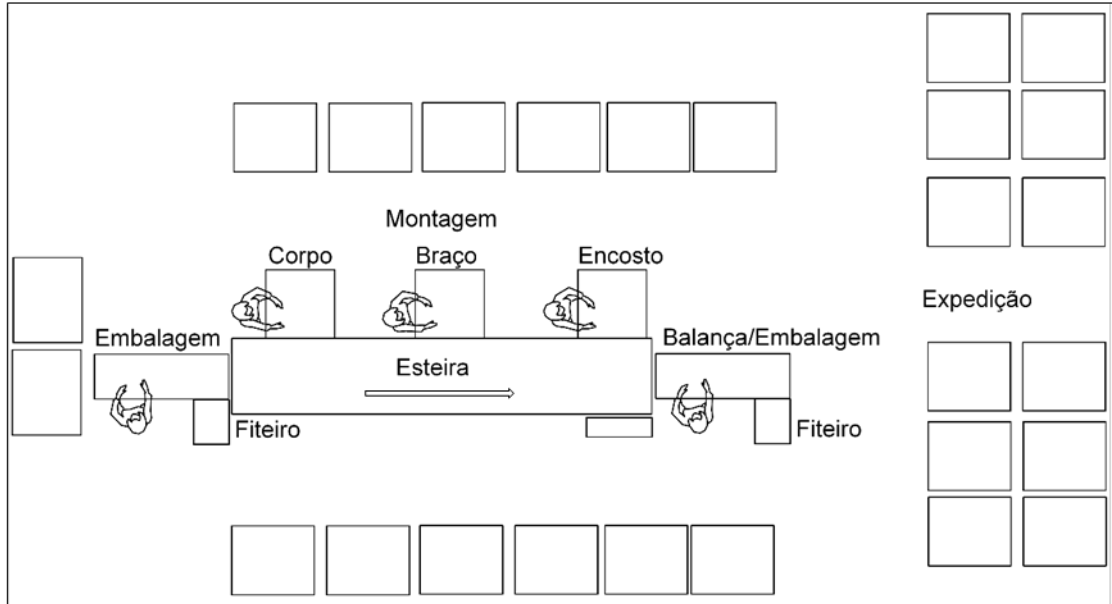 Montagem
Corpo
Braço
Encosto
Expedição
Embalagem
Balança/Embalagem
Esteira
Fiteiro
Fiteiro